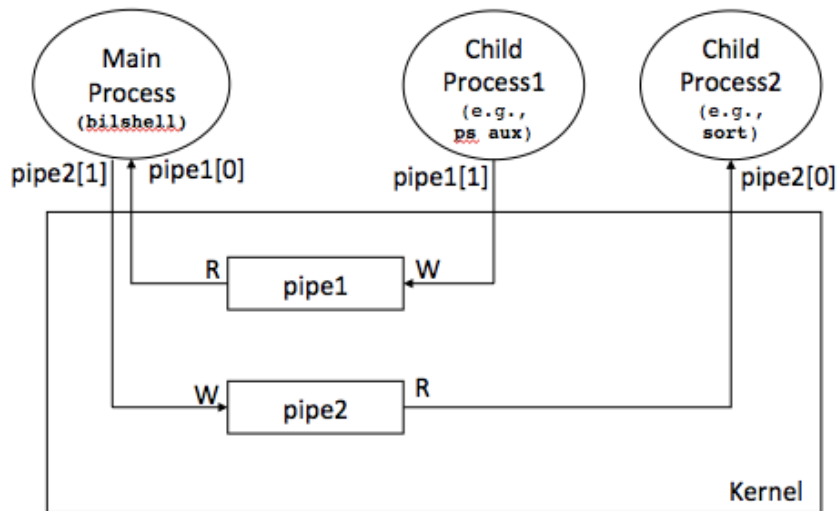 Main
Process
(bilshell)
Child
Process1
(e.g.,
ps aux)
Child
Process2
(e.g.,
sort)
pipe2[1]
pipe1[0]
pipe1[1]
pipe2[0]
R
W
pipe1
W
R
pipe2
Kernel